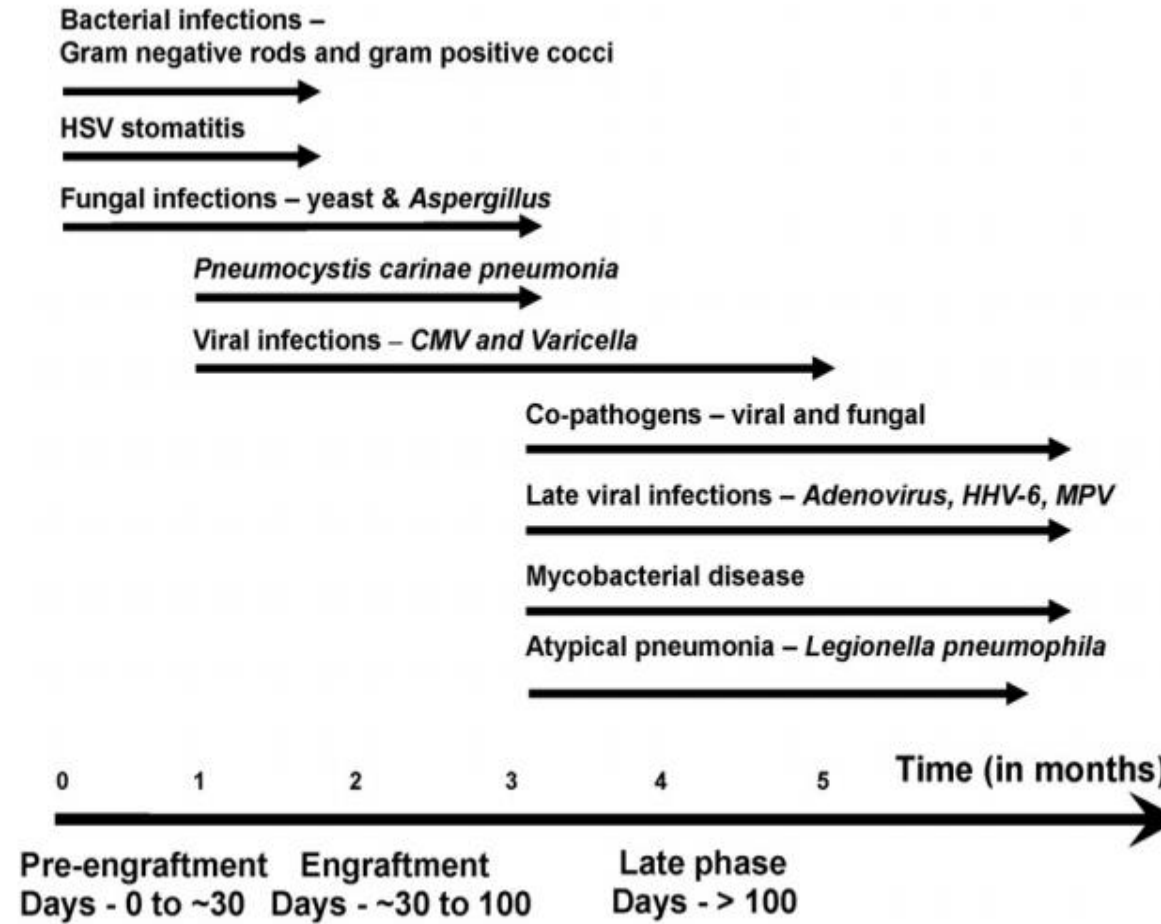 Bacterial infections –
Gram negative rods and gram positive cocci
HSV stomatitis
Fungal infections – yeast & Aspergillus
Pneumocystis carinae pneumonia
Viral infections – CMV and Varicella
Co-pathogens – viral and fungal
Late viral infections – Adenovirus, HHV-6, MPV
Mycobacterial disease
Atypical pneumonia – Legionella pneumophila
0 1 2 3 4 5 Time (in months)
Pre-engraftment Engraftment Late phase
Days - 0 to ~30 Days - ~30 to 100 Days - > 100